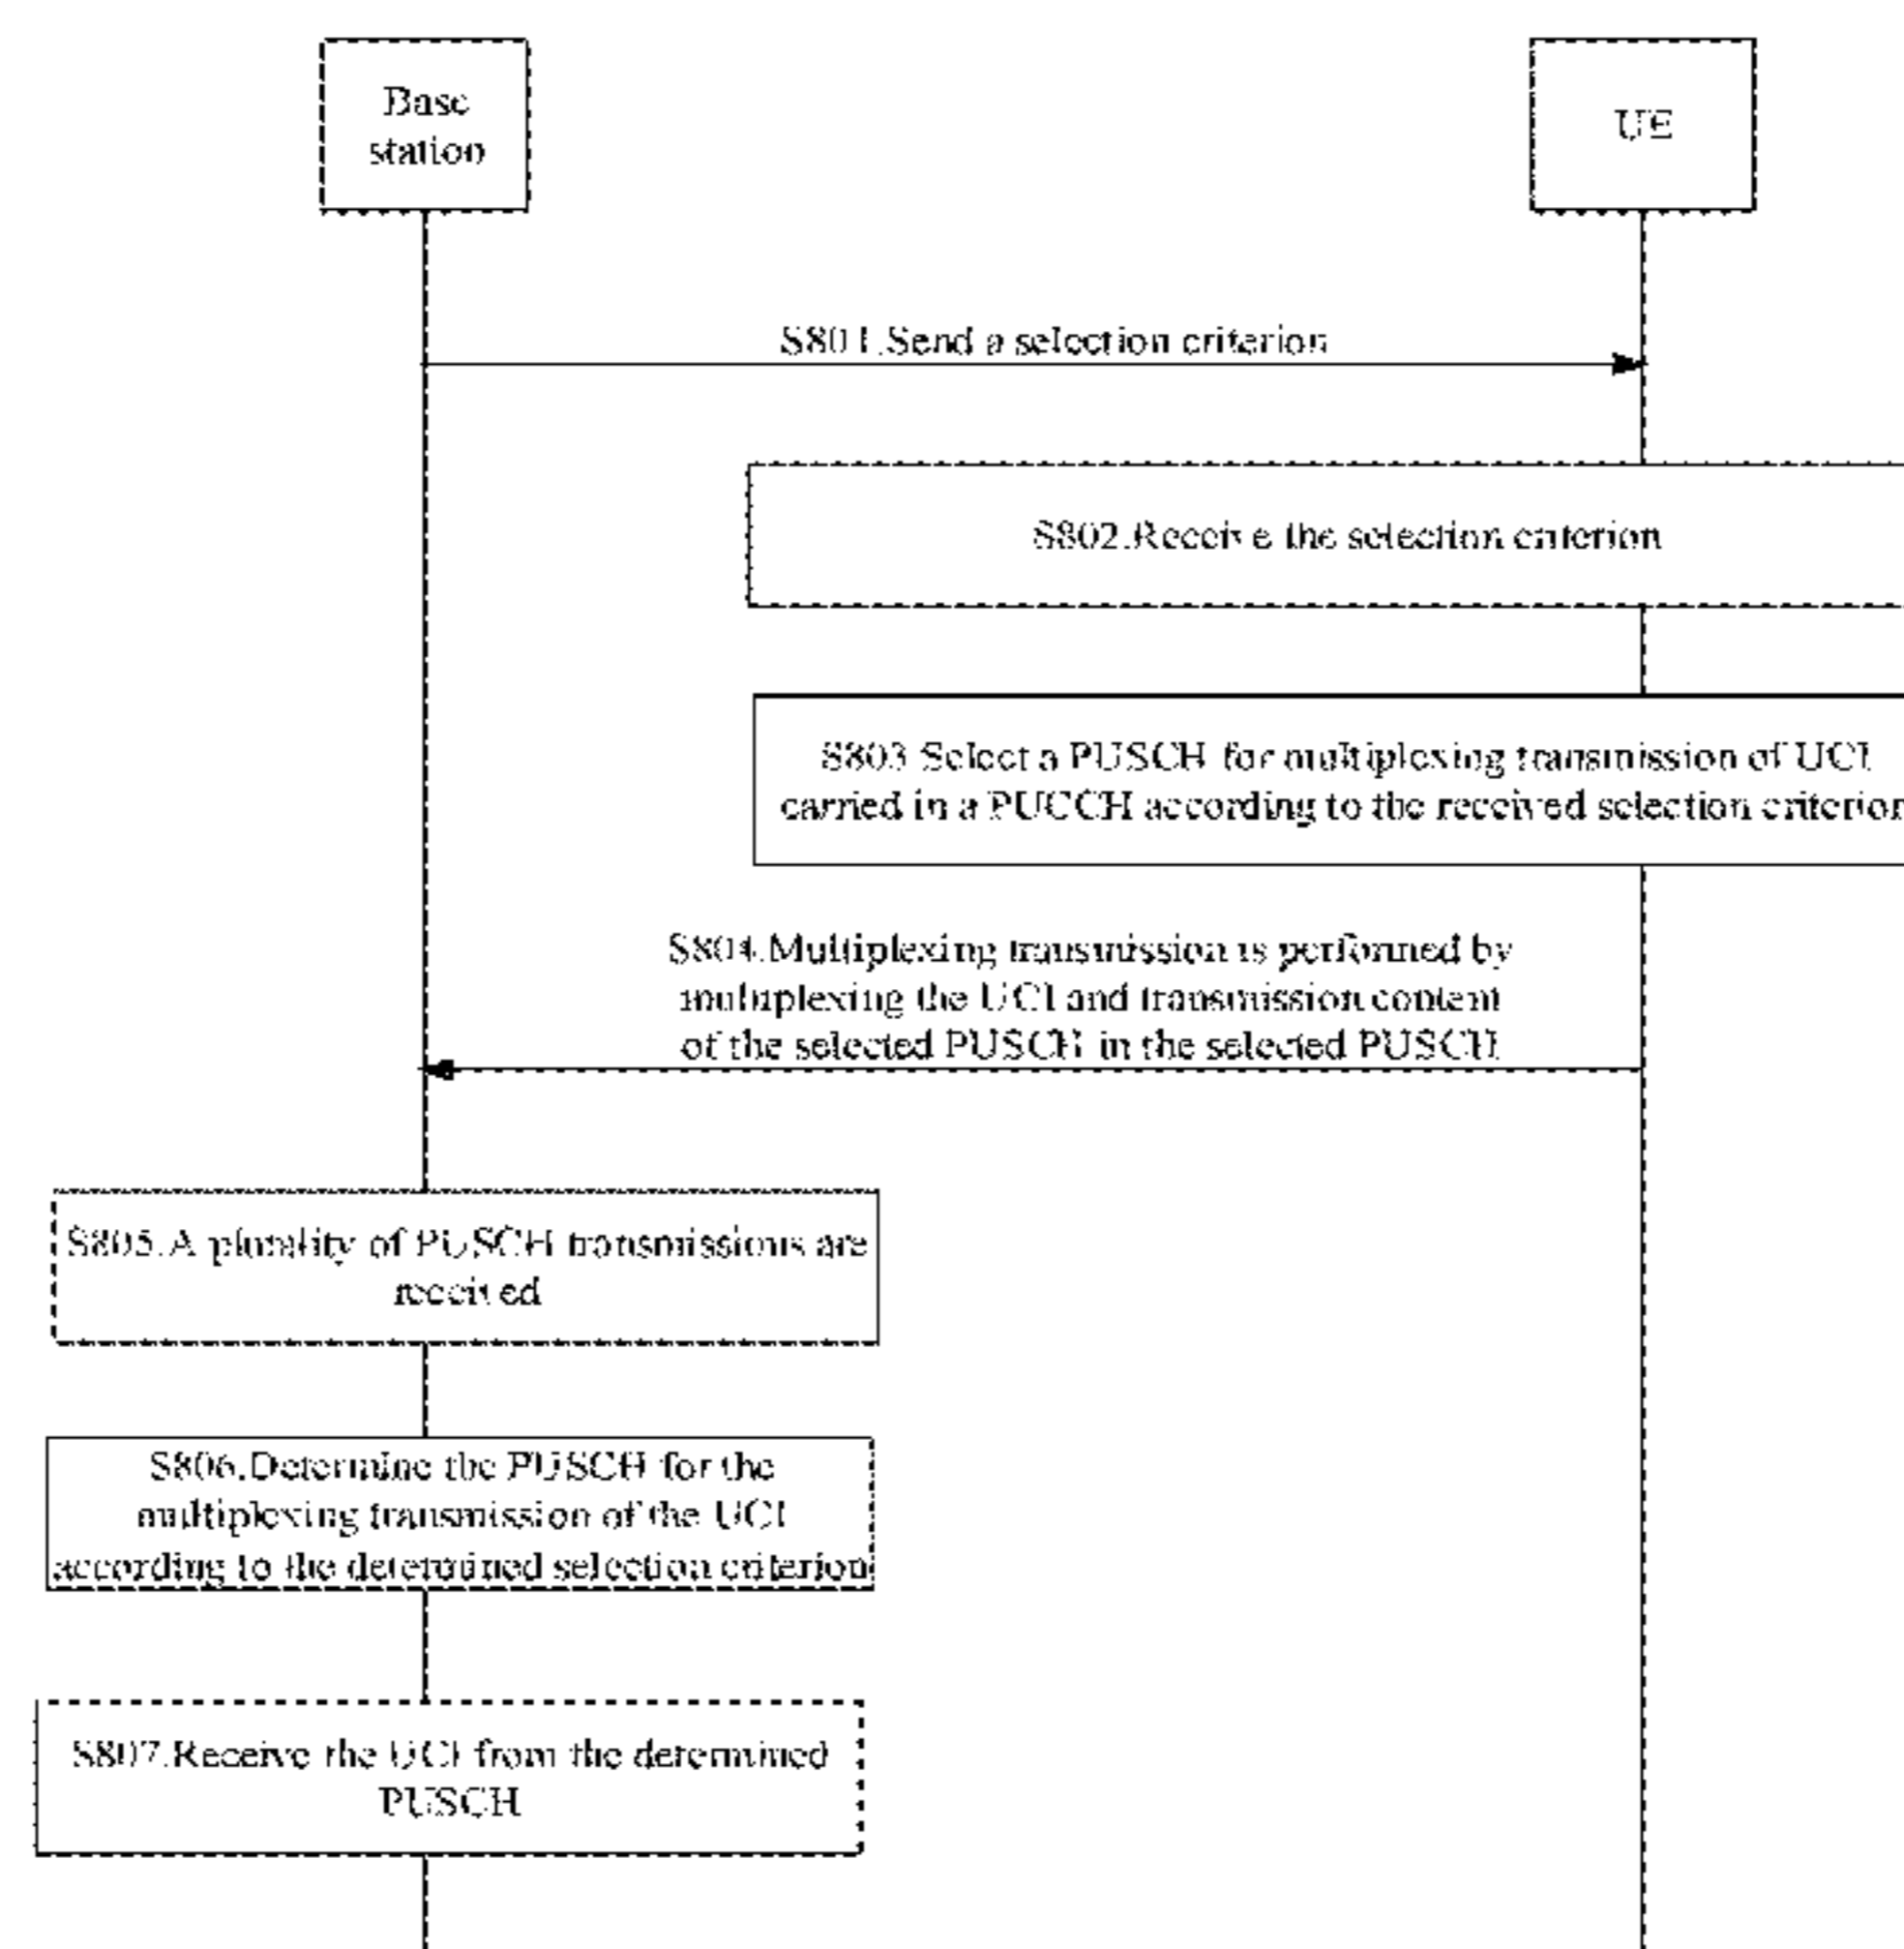 Base
station
UE
S801.Send a selection criterion
S802.Receive the selection criterion
S803 Select a PUSCH for multiplexing transmission of UCI
carried in a PUCCH according to the received selection criterion
S804.Multiplexing transmission is performed by
multiplexing the UCI and transmission content
of the selected PUSCH in the selected PUSCH
S805.A plurality of PUSCH transmissions are
received
S806.Determine the PUSCH for the
multiplexing transmission of the UCI
according to the determined selection criterion
S807.Receive the UCI from the determined
PUSCH